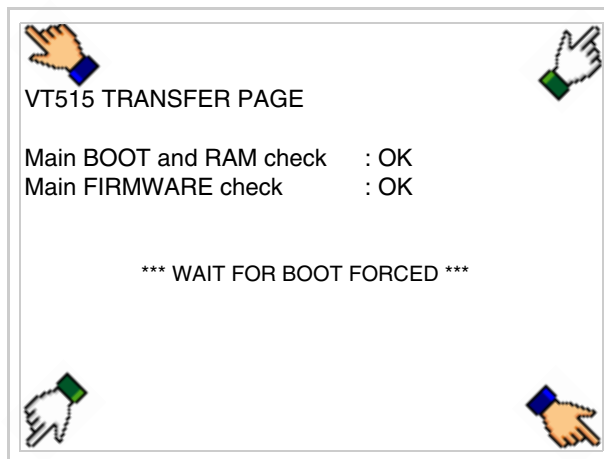 VT515 TRANSFER PAGE
Main BOOT and RAM check : OK
Main FIRMWARE check : OK
*** WAIT FOR BOOT FORCED ***